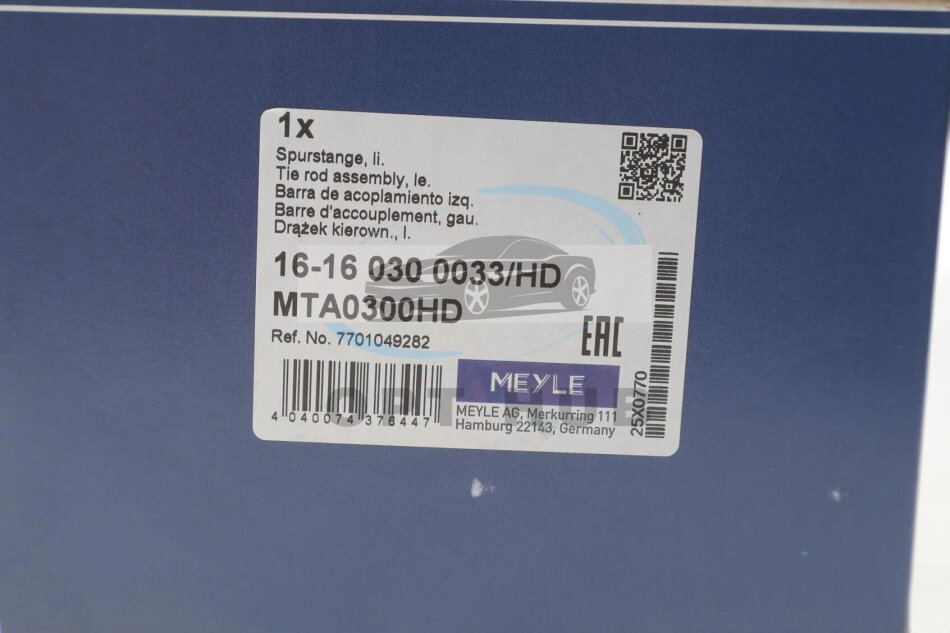 1x
Spurstange, li.
Tie rod assembly, le.
Barra de acoplamiento izq.
Barre d'accouplement, gau.
Drążek kierown., l.
16-16 030 0033/HD
MTA0300HD
Ref. No. 7701049282
EAC
MEYLE
OPT HUB
4 040074 376447
MEYLE AG, Merkurring 111
Hamburg 22143, Germany
25X0770